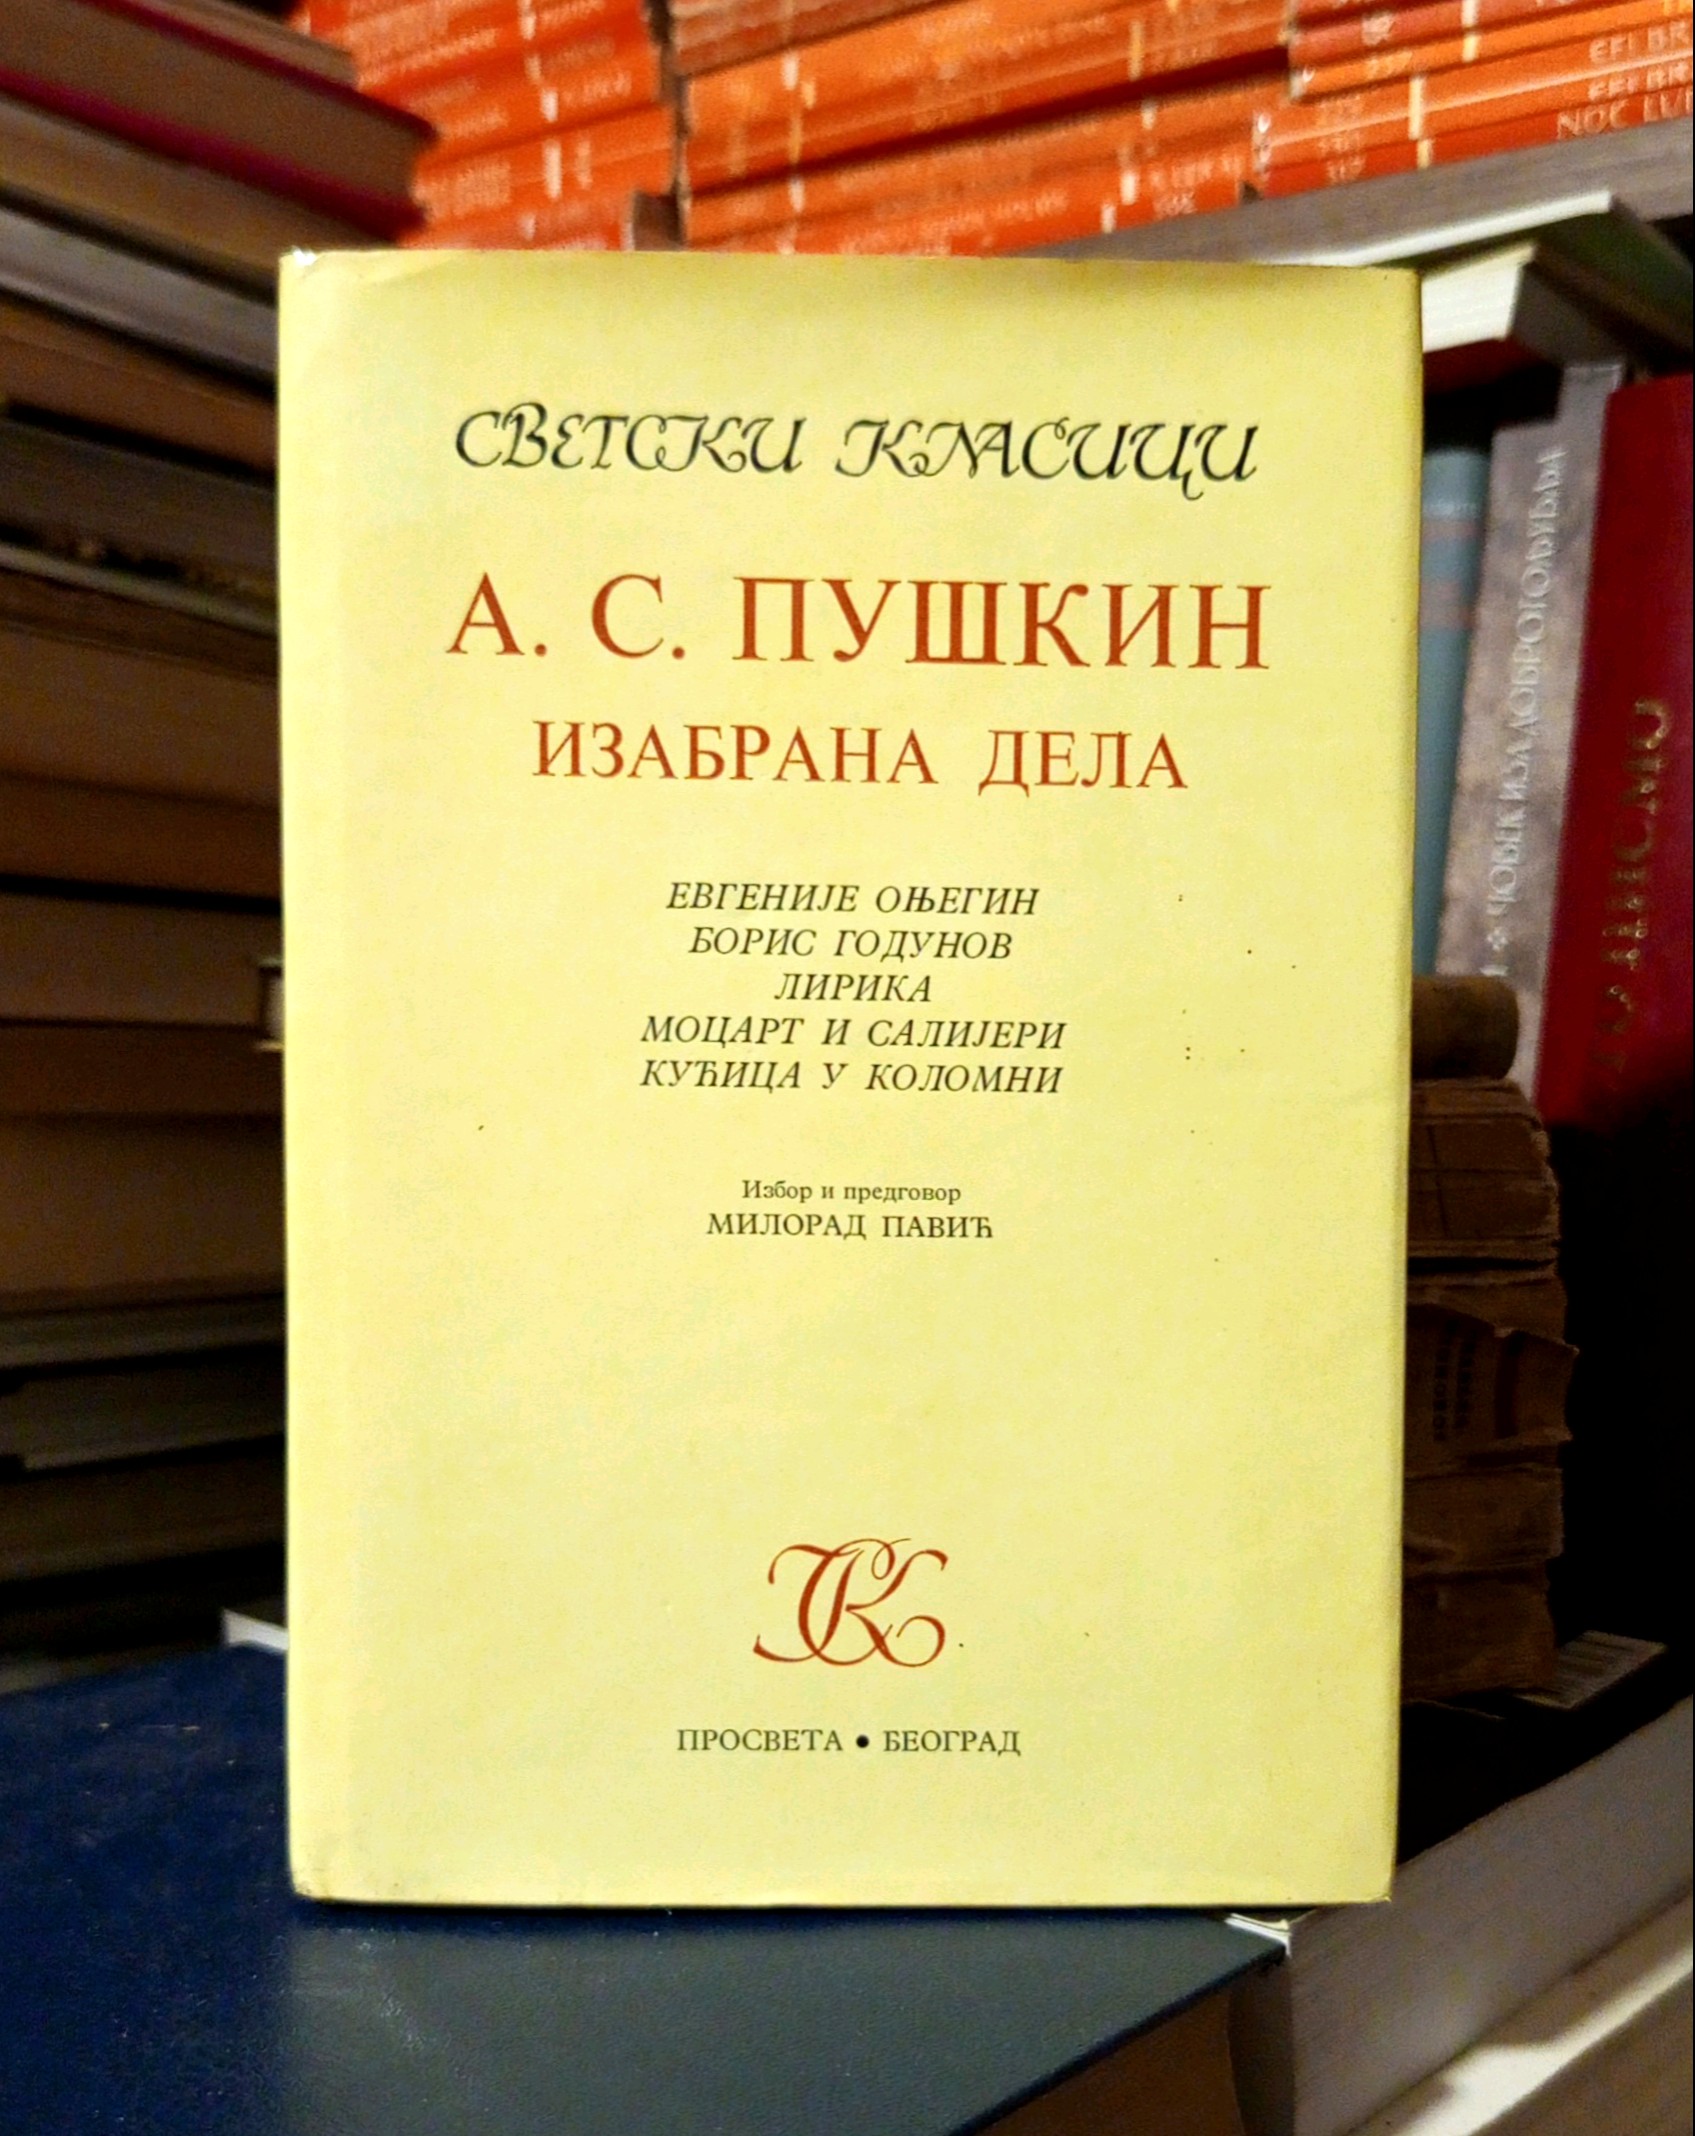 СВЕТСКИ КЛАСИЦИ
А. С. ПУШКИН
ИЗАБРАНА ДЕЛА
ЕВГЕНИЈЕ ОЊЕГИН
БОРИС ГОДУНОВ
ЛИРИКА
МОЦАРТ И САЛИЈЕРИ
КУЋИЦА У КОЛОМНИ
Избор и предговор
МИЛОРАД ПАВИЋ
СК
ПРОСВЕТА • БЕОГРАД